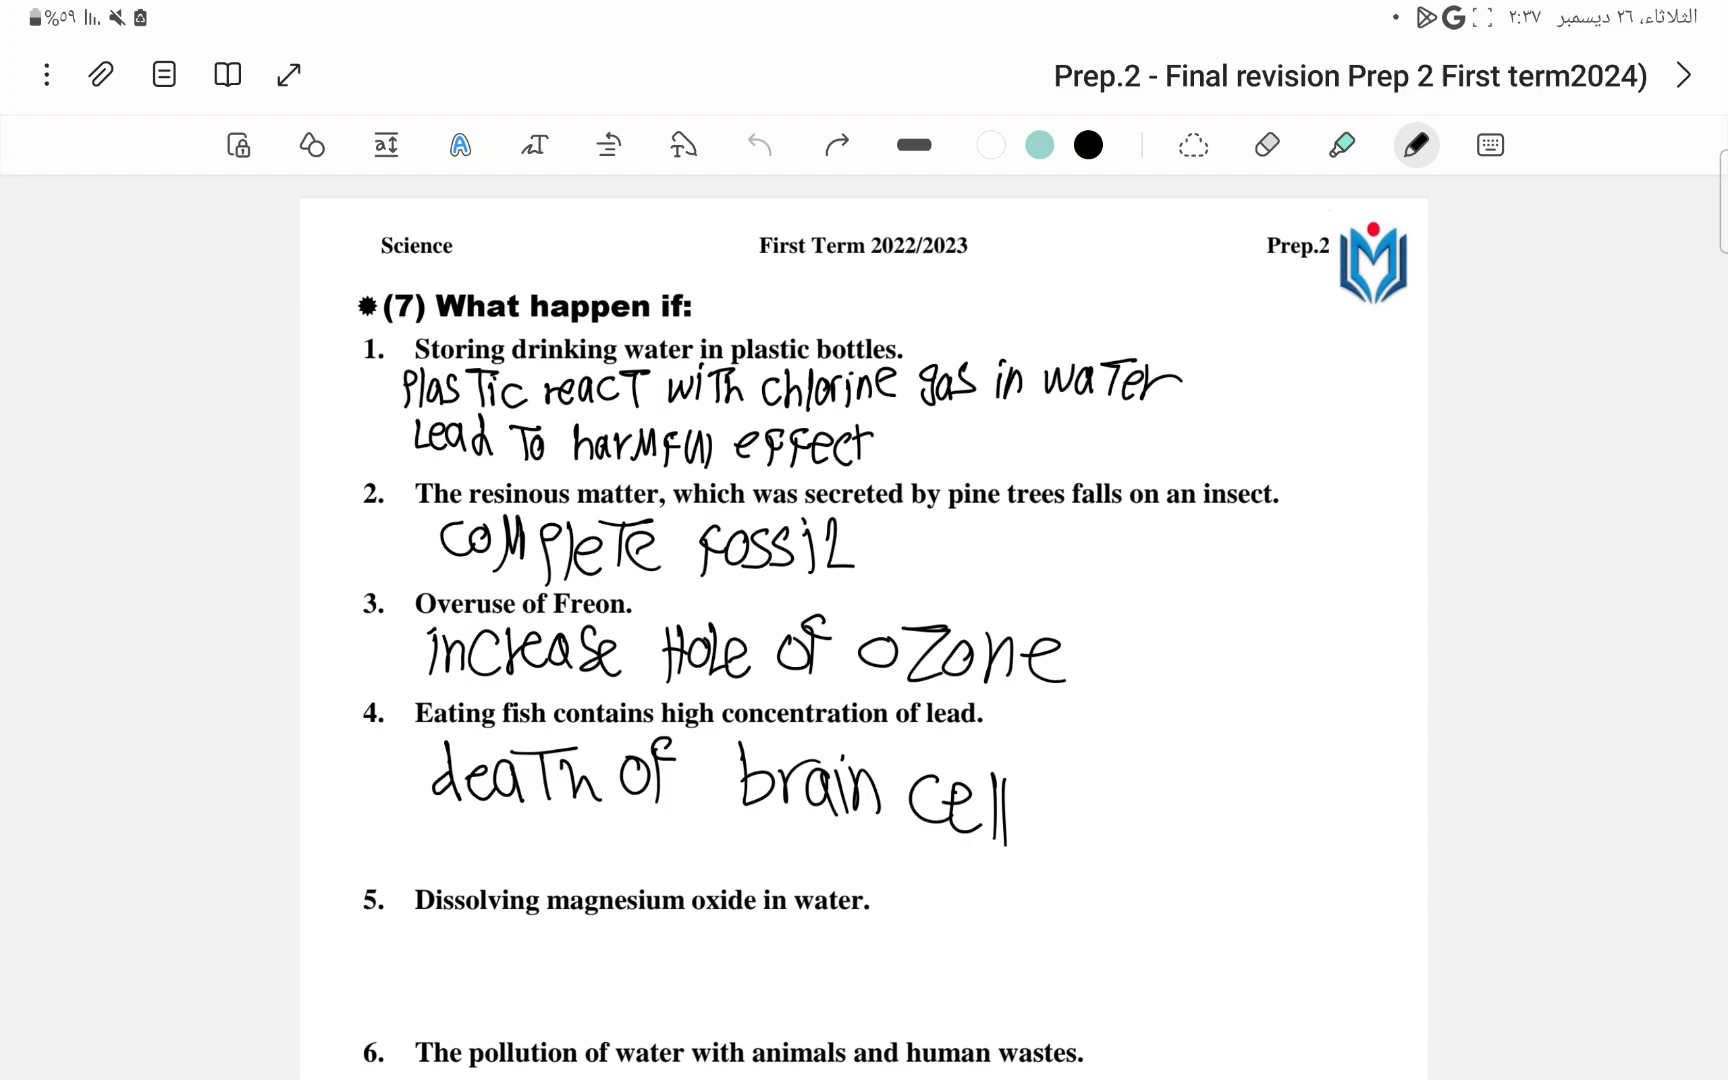 %٥٩
الثلاثاء، ٢٦ ديسمبر ٢:٣٧
Prep.2 - Final revision Prep 2 First term2024)
Science First Term 2022/2023 Prep.2
(7) What happen if:
1. Storing drinking water in plastic bottles.
Plastic react with chlorine gas in water
Lead To harmful effect
2. The resinous matter, which was secreted by pine trees falls on an insect.
complete fossil
3. Overuse of Freon.
increase Hole of ozone
4. Eating fish contains high concentration of lead.
death of brain cell
5. Dissolving magnesium oxide in water.
6. The pollution of water with animals and human wastes.